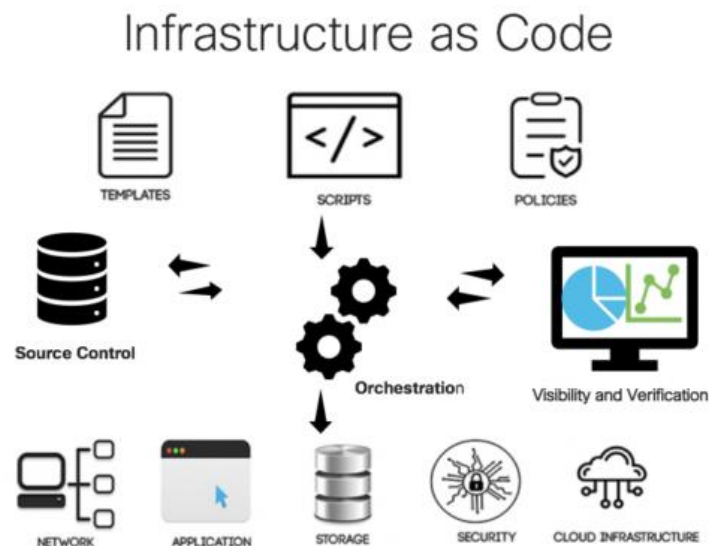 Infrastructure as Code
</>
TEMPLATES
SCRIPTS
POLICIES
Source Control
Orchestration
Visibility and Verification
NETWORK
APPLICATION
STORAGE
SECURITY
CLOUD INFRASTRUCTURE